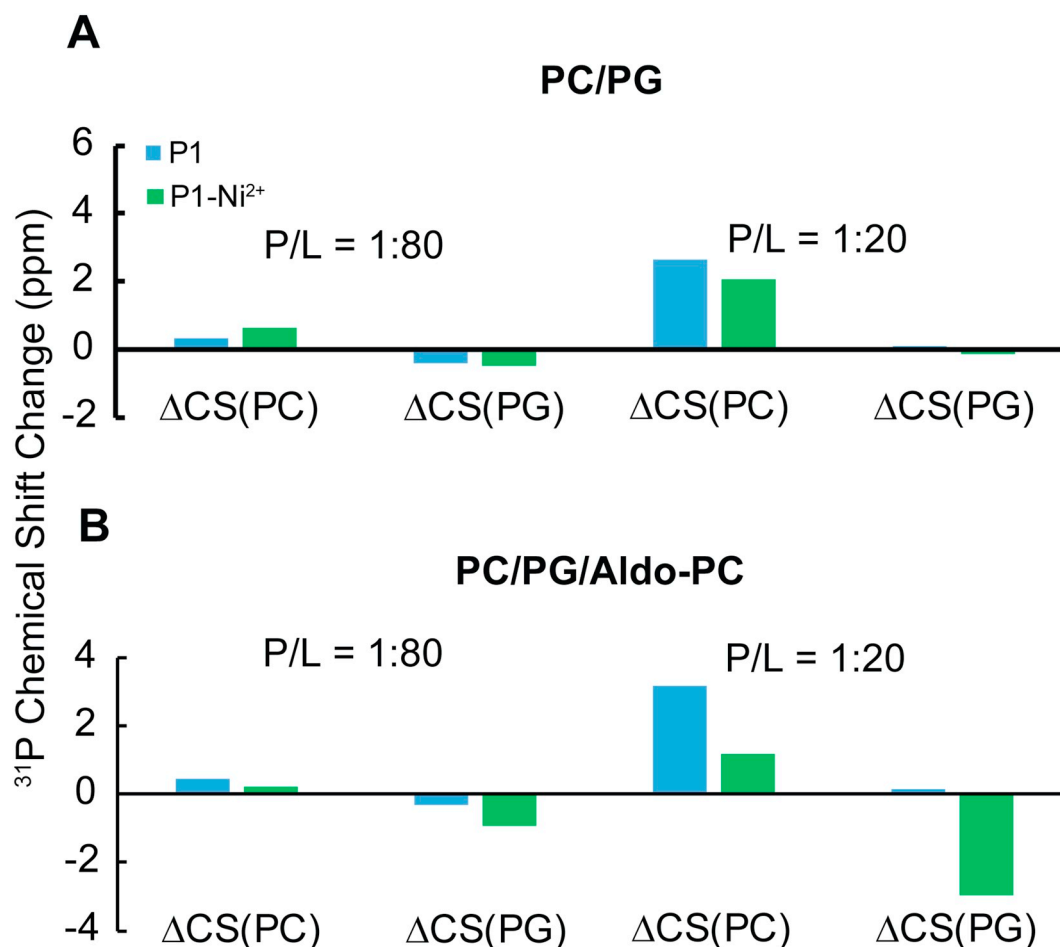 A
PC/PG
6
4
2
0
-2
P1
P1-Ni²⁺
P/L = 1:80
P/L = 1:20
ΔCS(PC)
ΔCS(PG)
ΔCS(PC)
ΔCS(PG)
³¹P Chemical Shift Change (ppm)
B
PC/PG/Aldo-PC
4
2
0
-2
-4
P/L = 1:80
P/L = 1:20
ΔCS(PC)
ΔCS(PG)
ΔCS(PC)
ΔCS(PG)